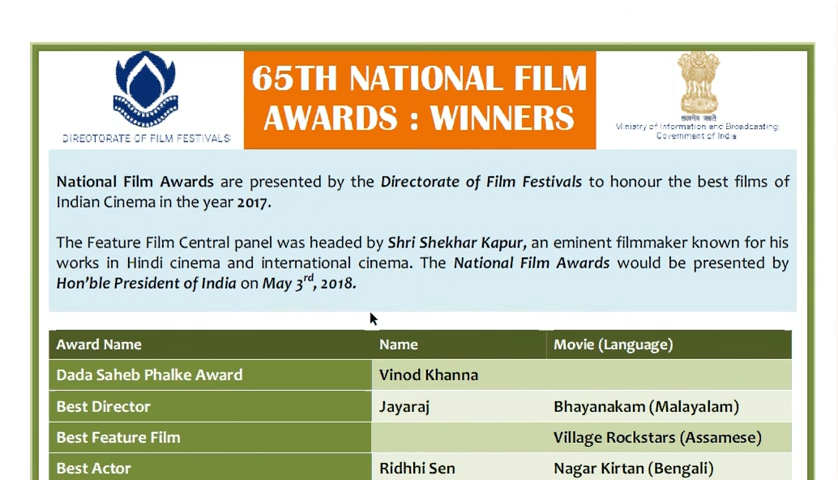 65TH NATIONAL FILM
AWARDS : WINNERS
DIRECTORATE OF FILM FESTIVALS
सत्यमेव जयते
Ministry of Information and Broadcasting
Government of India
National Film Awards are presented by the Directorate of Film Festivals to honour the best films of
Indian Cinema in the year 2017.
The Feature Film Central panel was headed by Shri Shekhar Kapur, an eminent filmmaker known for his
works in Hindi cinema and international cinema. The National Film Awards would be presented by
Hon'ble President of India on May 3rd, 2018.
Award Name Name Movie (Language)
Dada Saheb Phalke Award Vinod Khanna
Best Director Jayaraj Bhayanakam (Malayalam)
Best Feature Film Village Rockstars (Assamese)
Best Actor Ridhhi Sen Nagar Kirtan (Bengali)